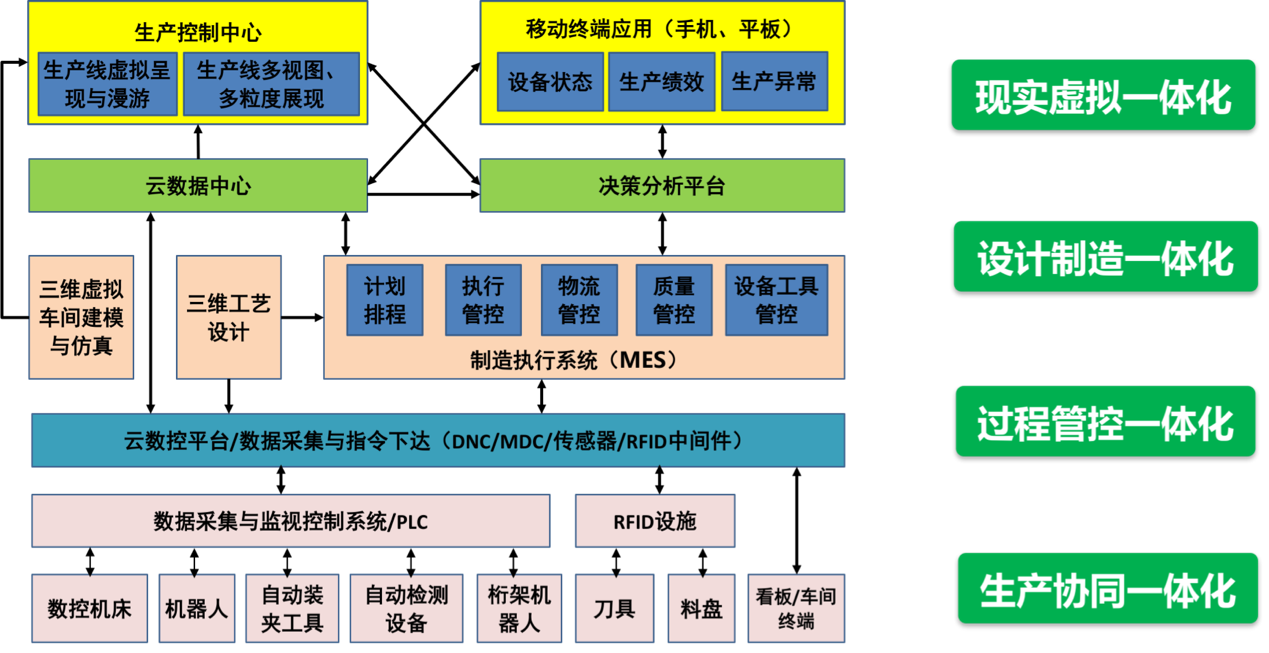 生产控制中心
生产线虚拟呈
现与漫游
生产线多视图、
多粒度展现
移动终端应用（手机、平板）
设备状态
生产绩效
生产异常
现实虚拟一体化
云数据中心
决策分析平台
设计制造一体化
三维虚拟
车间建模
与仿真
三维工艺
设计
计划
排程
执行
管控
物流
管控
质量
管控
设备工具
管控
制造执行系统（MES）
过程管控一体化
云数控平台/数据采集与指令下达（DNC/MDC/传感器/RFID中间件）
数据采集与监视控制系统/PLC
RFID设施
生产协同一体化
数控机床
机器人
自动装
夹工具
自动检测
设备
桁架机
器人
刀具
料盘
看板/车间
终端